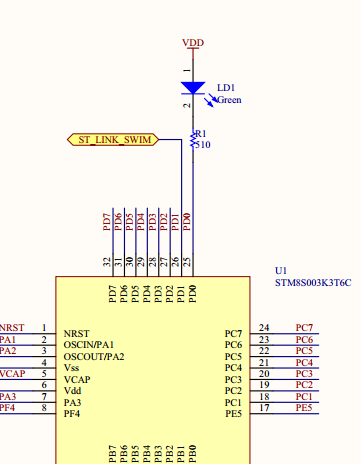 VDD
1
LD1
Green
2
ST_LINK_SWIM
R1
510
PD7
PD6
PD5
PD4
PD3
PD2
PD1
PD0
32
31
30
29
28
27
26
25
U1
STM8S003K3T6C
PD7
PD6
PD5
PD4
PD3
PD2
PD1
PD0
NRST 1 NRST PC7 24 PC7
PA1 2 OSCIN/PA1 PC6 23 PC6
PA2 3 OSCOUT/PA2 PC5 22 PC5
4 Vss PC4 21 PC4
VCAP 5 VCAP PC3 20 PC3
6 Vdd PC2 19 PC2
PA3 7 PA3 PC1 18 PC1
PF4 8 PF4 PE5 17 PE5
PB7
PB6
PB5
PB4
PB3
PB2
PB1
PB0